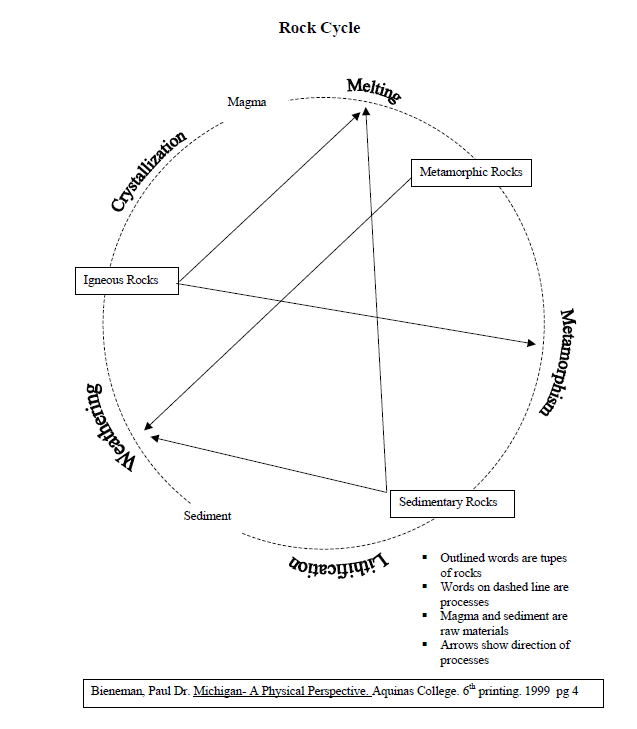 Rock Cycle
Melting
Magma
Crystallization
Metamorphic Rocks
Igneous Rocks
Metamorphism
Weathering
Sedimentary Rocks
Sediment
Lithification
▪ Outlined words are tupes
of rocks
▪ Words on dashed line are
processes
▪ Magma and sediment are
raw materials
▪ Arrows show direction of
processes
Bieneman, Paul Dr. Michigan- A Physical Perspective. Aquinas College. 6th printing. 1999 pg 4